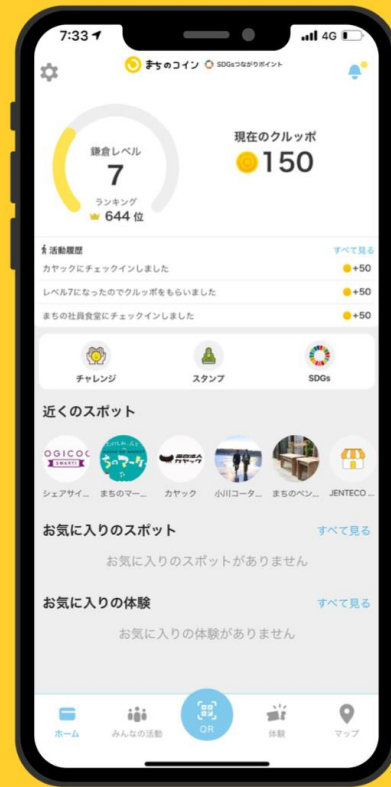 7:33
4G
まちのコイン SDGsつながりポイント
鎌倉レベル
7
ランキング
644 位
現在のクルッポ
150
活動履歴 すべて見る
カヤックにチェックインしました +50
レベル7になったのでクルッポをもらいました +50
まちの社員食堂にチェックインしました +50
チャレンジ スタンプ SDGs
近くのスポット
シェアサイ... まちのマー... カヤック 小川コータ... まちのベン... JENTECO ...
お気に入りのスポット すべて見る
お気に入りのスポットがありません
お気に入りの体験 すべて見る
お気に入りの体験がありません
ホーム みんなの活動 QR 体験 マップ